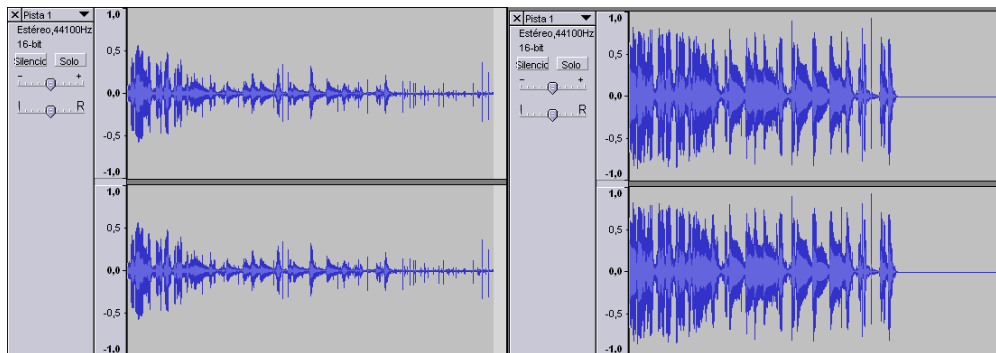 Pista 1
Estéreo,44100Hz
16-bit
Silencic
Solo
-
+
L
R
1,0
0,5
0,0
-0,5
-1,0
1,0
0,5
0,0
-0,5
-1,0
Pista 1
Estéreo,44100Hz
16-bit
Silencic
Solo
-
+
L
R
1,0
0,5
0,0
-0,5
-1,0
1,0
0,5
0,0
-0,5
-1,0